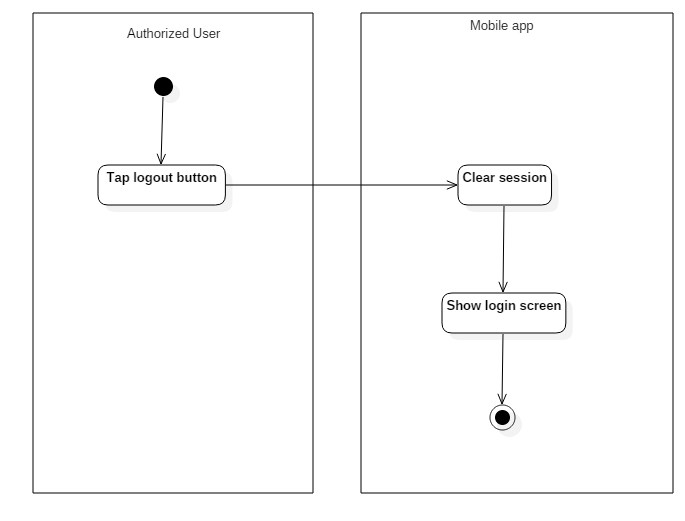 Authorized User
Mobile app
Tap logout button
Clear session
Show login screen